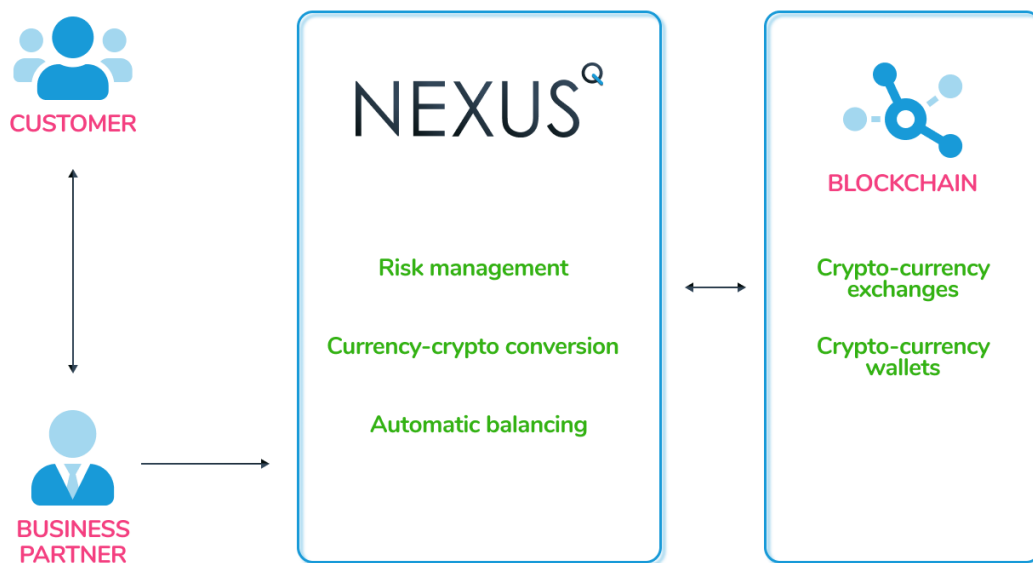 CUSTOMER
BUSINESS
PARTNER
NEXUS Q
Risk management
Currency-crypto conversion
Automatic balancing
BLOCKCHAIN
Crypto-currency
exchanges
Crypto-currency
wallets